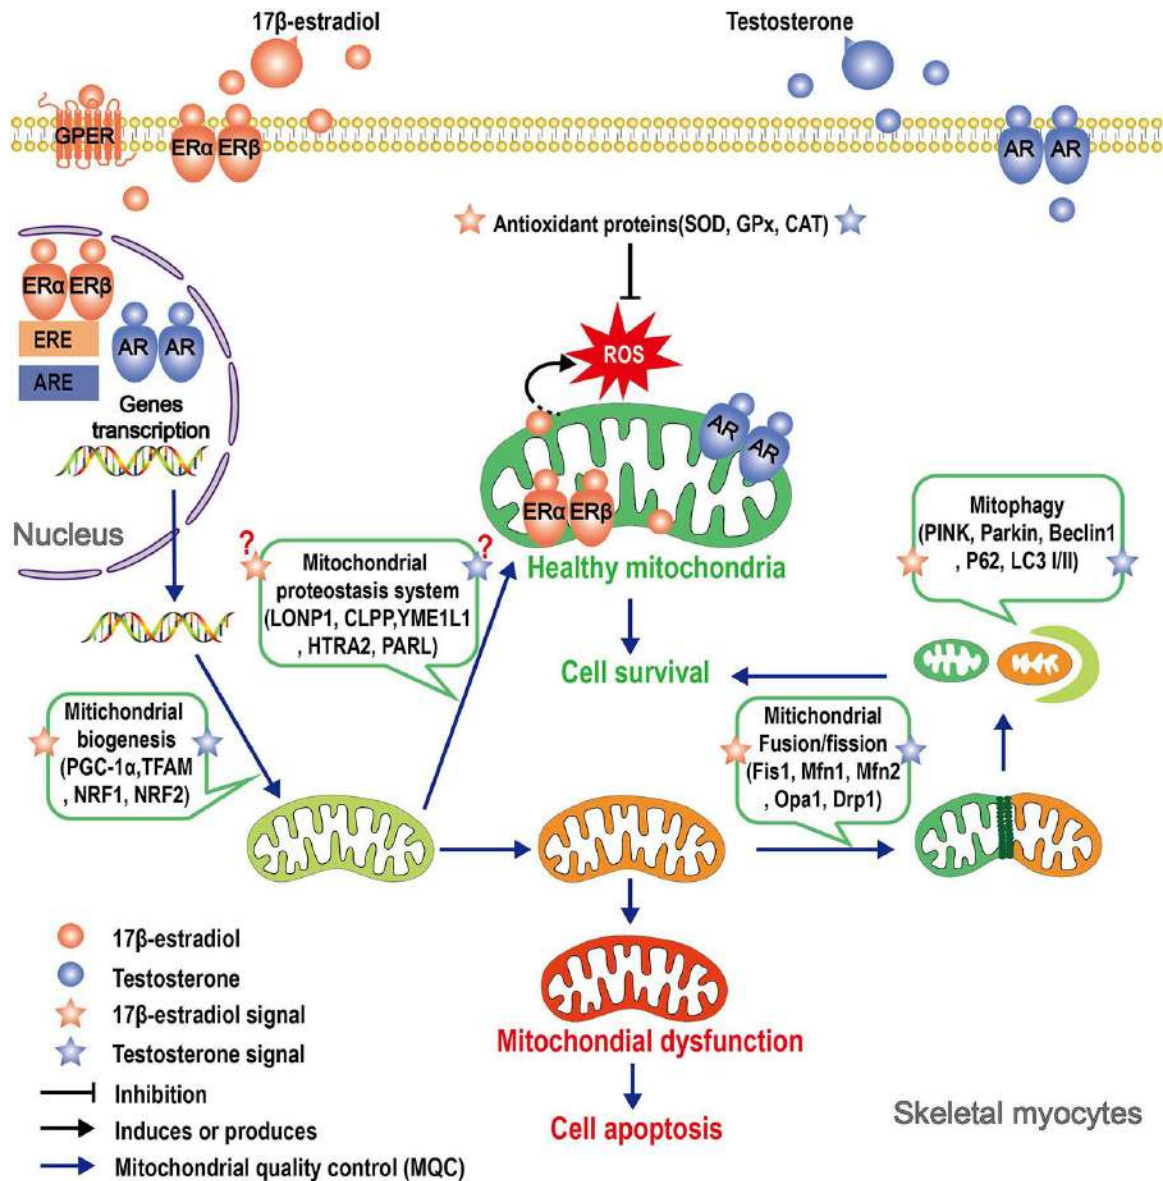 17β-estradiol
Testosterone
GPER
ERα
ERβ
AR
AR
Antioxidant proteins(SOD, GPx, CAT)
ERα
ERβ
ERE
ARE
AR
AR
Genes
transcription
Nucleus
ROS
AR
AR
ERα
ERβ
Healthy mitochondria
?
?
Mitochondrial
proteostasis system
(LONP1, CLPP,YME1L1
, HTRA2, PARL)
Mitophagy
(PINK, Parkin, Beclin1
, P62, LC3 I/II)
Cell survival
Mitichondrial
biogenesis
(PGC-1α,TFAM
, NRF1, NRF2)
Mitichondrial
Fusion/fission
(Fis1, Mfn1, Mfn2
, Opa1, Drp1)
Mitochondial dysfunction
Cell apoptosis
Skeletal myocytes
17β-estradiol
Testosterone
17β-estradiol signal
Testosterone signal
Inhibition
Induces or produces
Mitochondrial quality control (MQC)